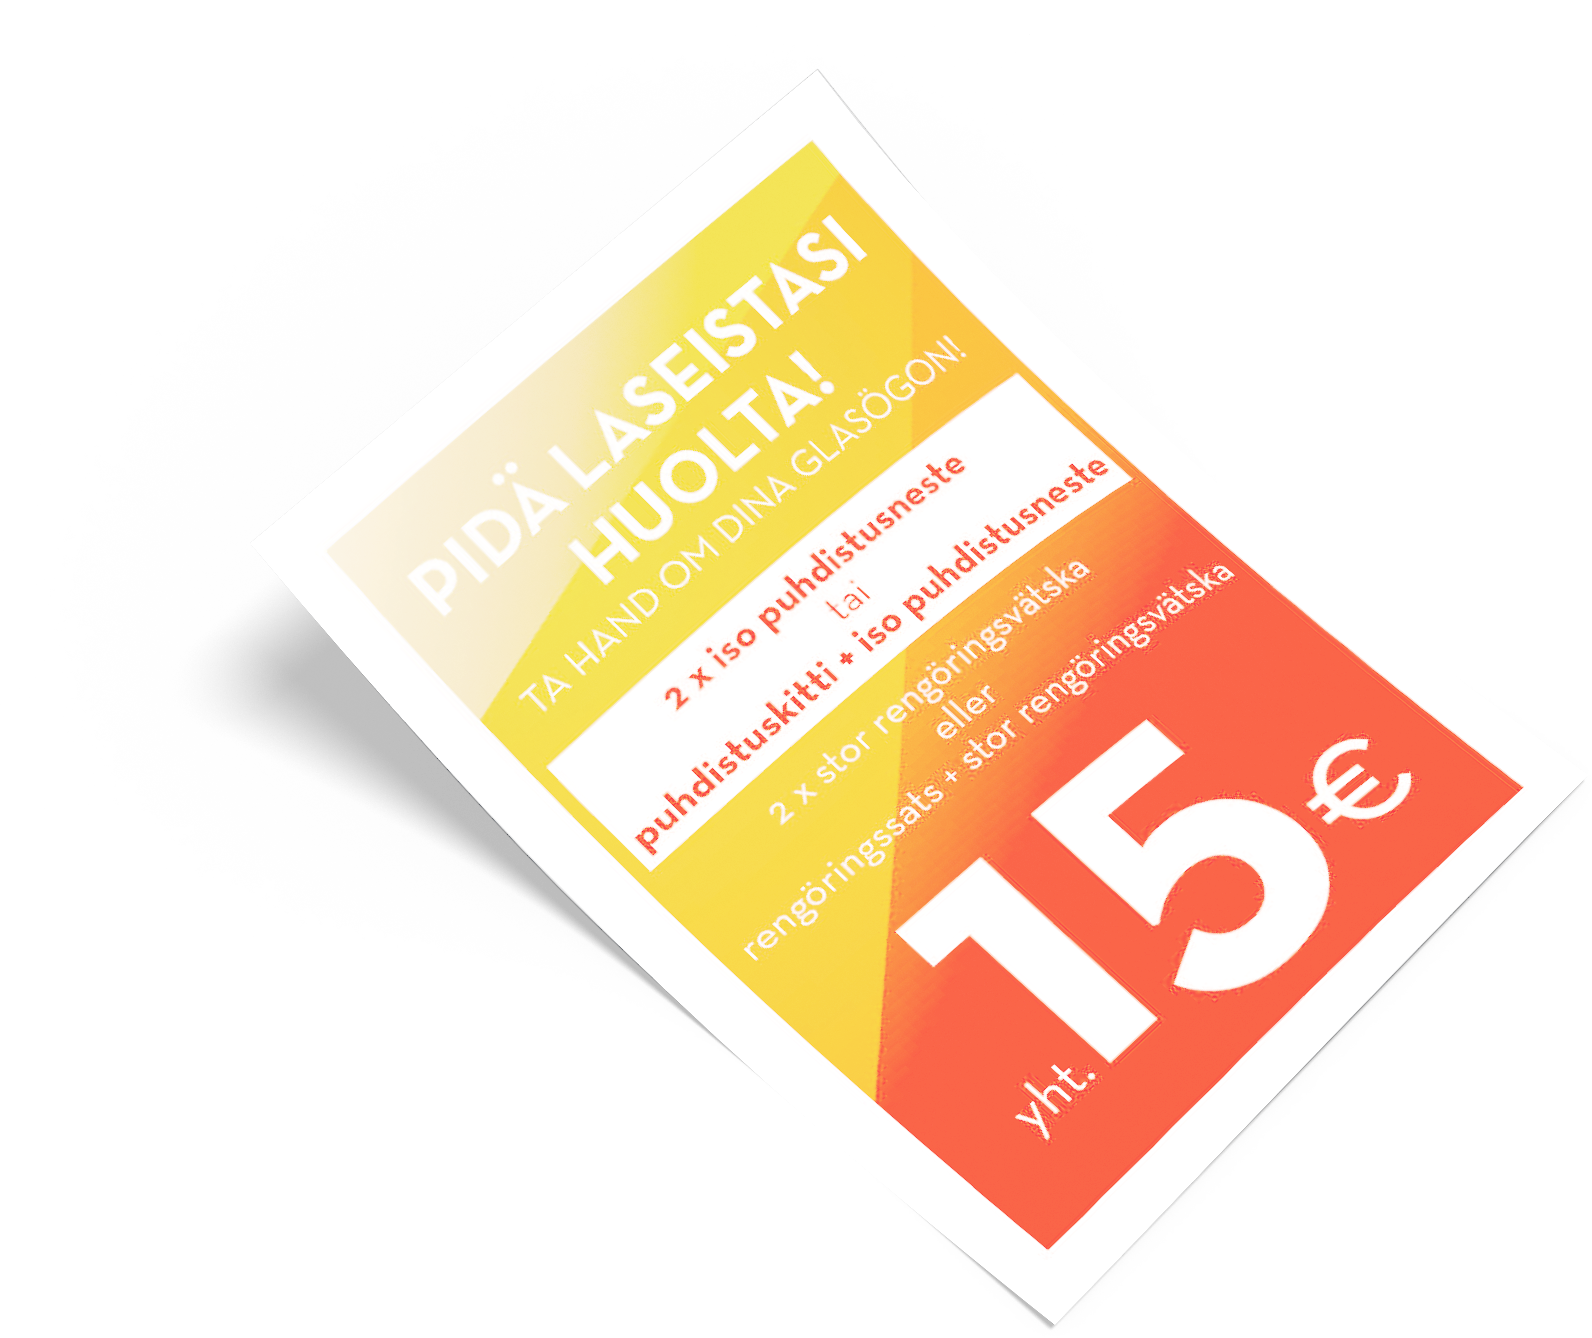 PIDÄ LASEISTASI
HUOLTA!
TA HAND OM DINA GLASÖGON!
2 x iso puhdistusneste
tai
puhdistuskitti + iso puhdistusneste
2 x stor rengöringsvätska
eller
rengöringssats + stor rengöringsvätska
yht. 15 €